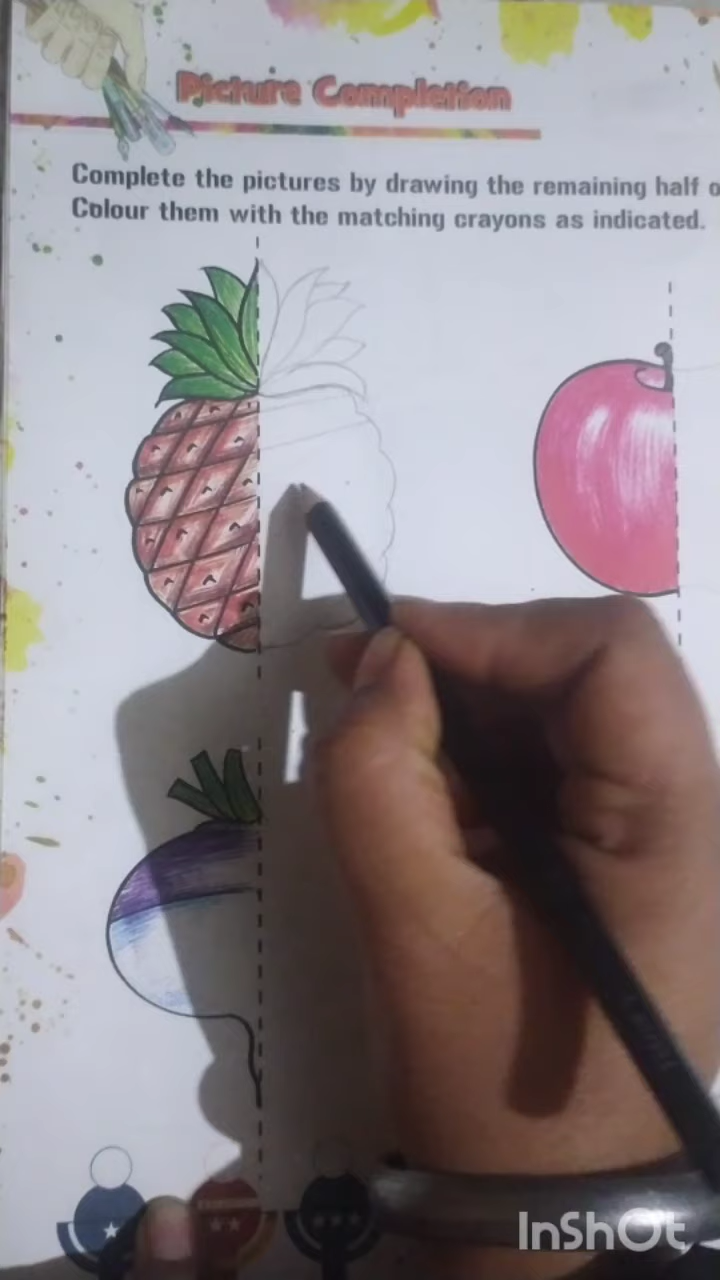 Picture Completion
Complete the pictures by drawing the remaining half o
Colour them with the matching crayons as indicated.
InShOt